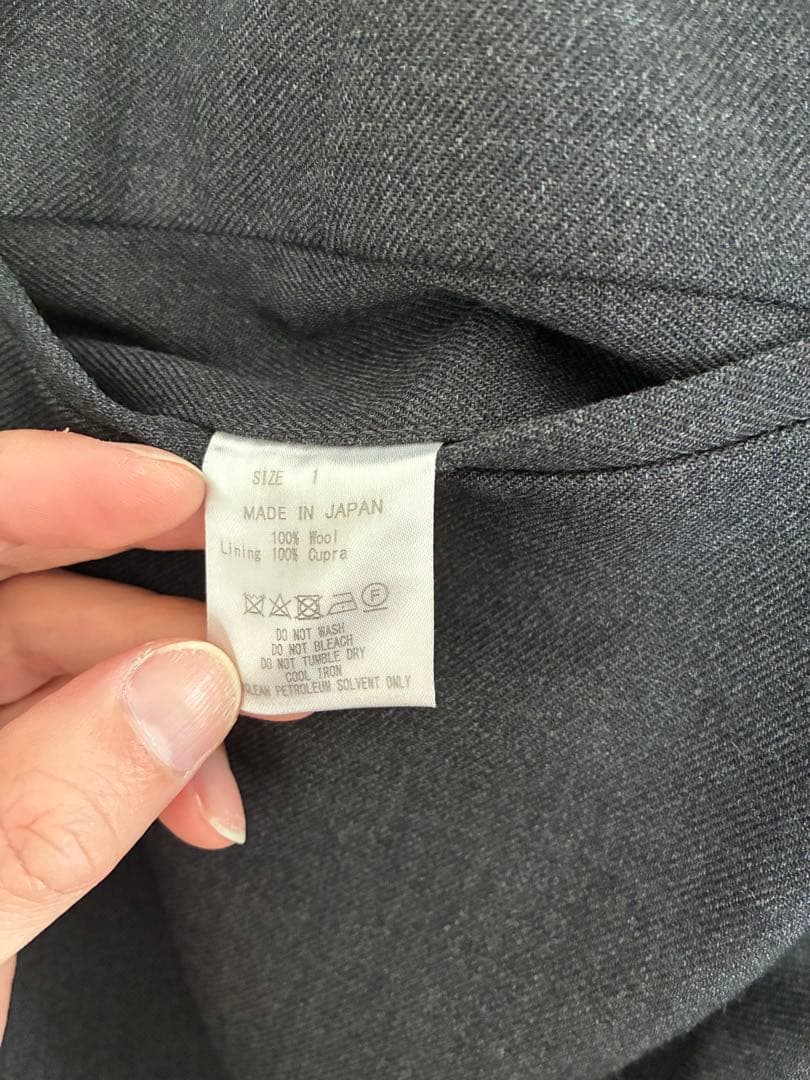 SIZE 1
MADE IN JAPAN
100% Wool
Lining 100% Cupra
F
DO NOT WASH
DO NOT BLEACH
DO NOT TUMBLE DRY
COOL IRON
CLEAN PETROLEUM SOLVENT ONLY